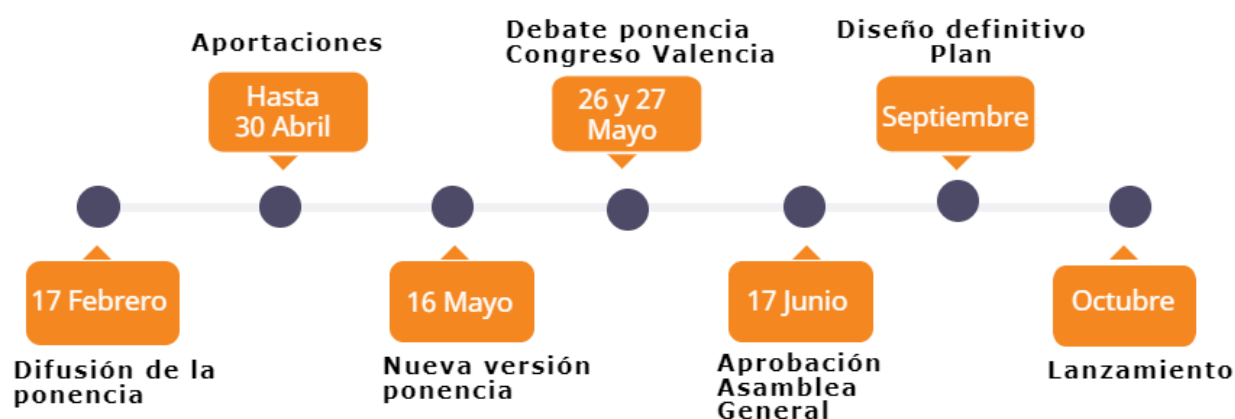 Aportaciones
Hasta
30 Abril
Debate ponencia
Congreso Valencia
26 y 27
Mayo
Diseño definitivo
Plan
Septiembre
17 Febrero
Difusión de la
ponencia
16 Mayo
Nueva versión
ponencia
17 Junio
Aprobación
Asamblea
General
Octubre
Lanzamiento